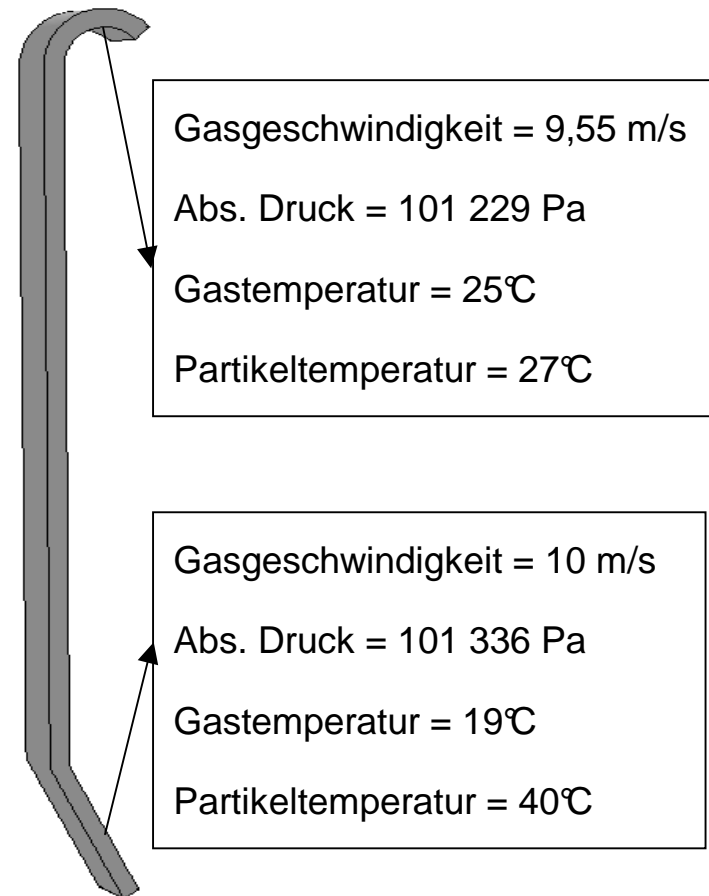 Gasgeschwindigkeit = 9,55 m/s
Abs. Druck = 101 229 Pa
Gastemperatur = 25℃
Partikeltemperatur = 27℃
Gasgeschwindigkeit = 10 m/s
Abs. Druck = 101 336 Pa
Gastemperatur = 19℃
Partikeltemperatur = 40℃